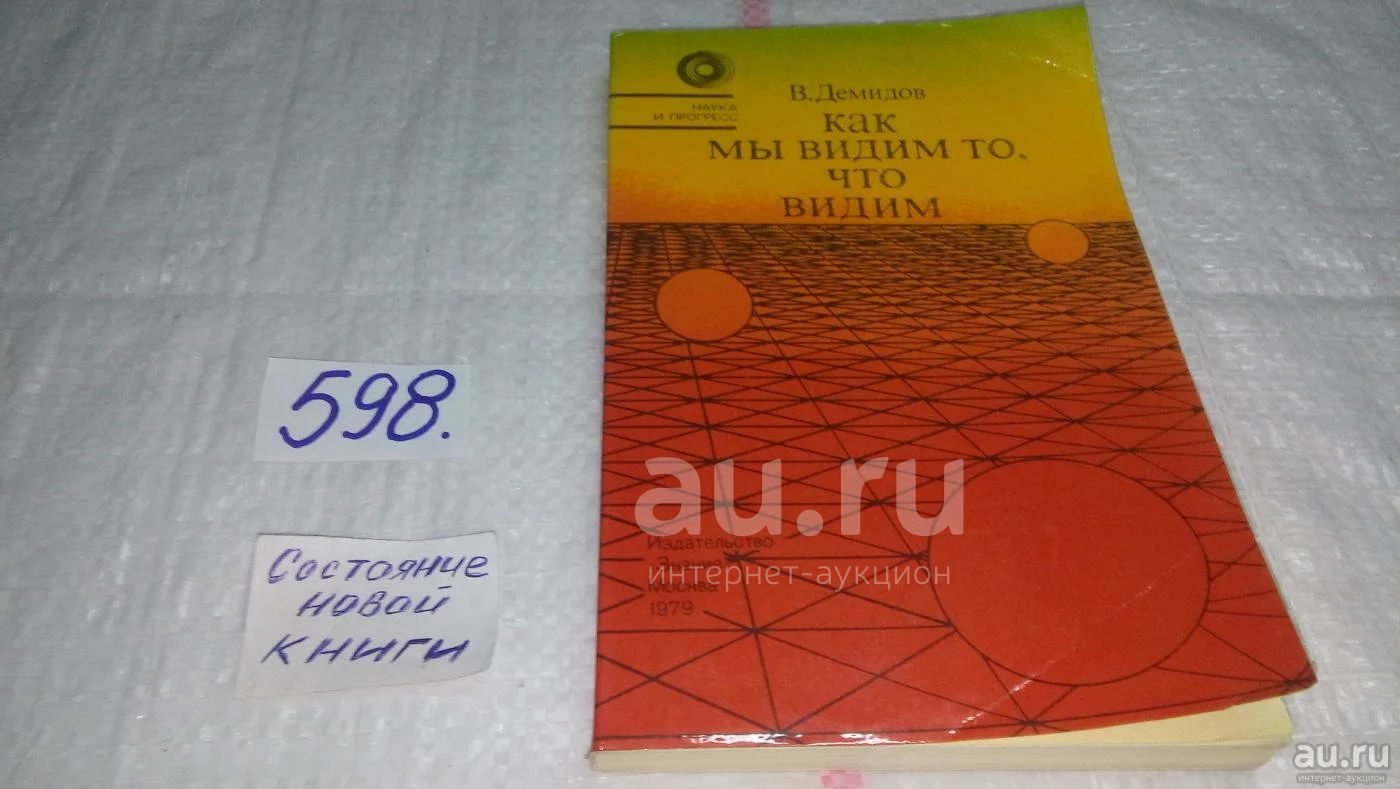 НАУКА
И ПРОГРЕСС
В. Демидов
КАК
МЫ ВИДИМ ТО,
ЧТО
ВИДИМ
598.
Состояние
новой
книги
au.ru
интернет-аукцион
Издательство
Знание
Москва
1979
au.ru
интернет-аукцион